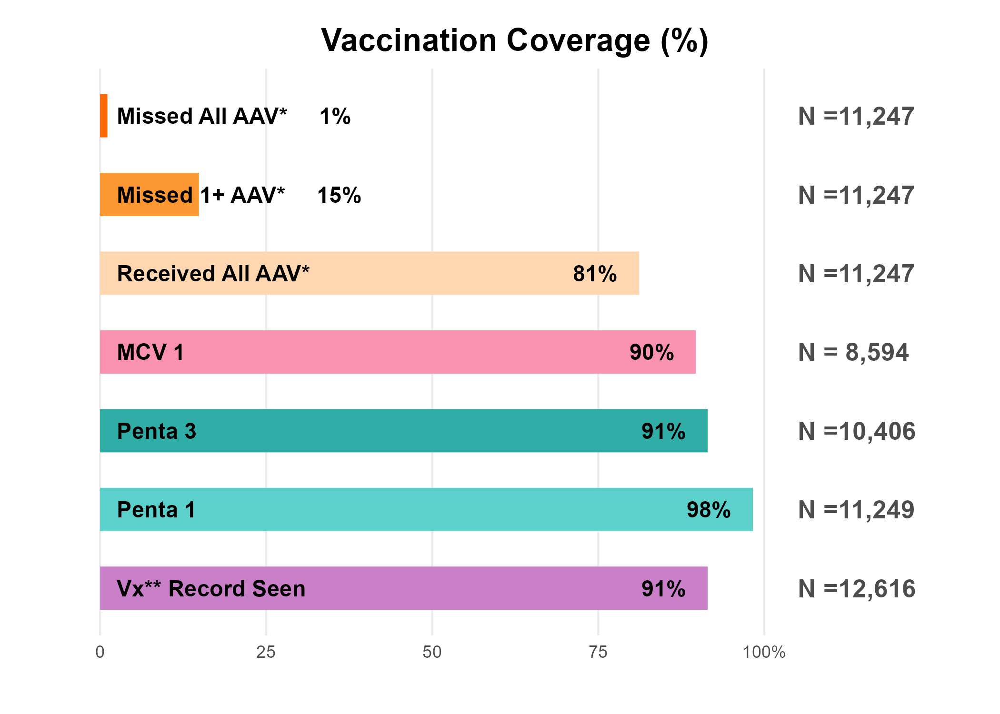 Vaccination Coverage (%)
Missed All AAV* 1% N =11,247
Missed 1+ AAV* 15% N =11,247
Received All AAV* 81% N =11,247
MCV 1 90% N = 8,594
Penta 3 91% N =10,406
Penta 1 98% N =11,249
Vx** Record Seen 91% N =12,616
0 25 50 75 100%